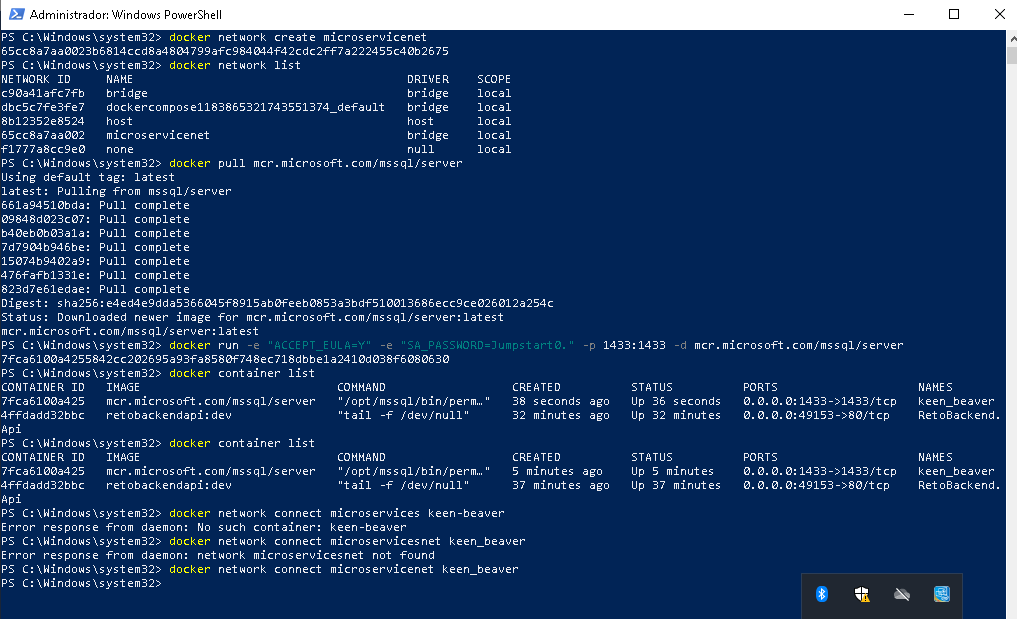 Administrador: Windows PowerShell
PS C:\Windows\system32> docker network create microservicenet
65cc8a7aa0023b6814ccd8a4804799afc984044f42cdc2ff7a222455c40b2675
PS C:\Windows\system32> docker network list
NETWORK ID     NAME                                     DRIVER    SCOPE
c90a41afc7fb   bridge                                   bridge    local
dbc5c7fe3fe7   dockercompose1183865321743551374_default   bridge    local
8b12352e8524   host                                     host      local
65cc8a7aa002   microservicenet                          bridge    local
f1777a8cc9e0   none                                     null      local
PS C:\Windows\system32> docker pull mcr.microsoft.com/mssql/server
Using default tag: latest
latest: Pulling from mssql/server
661a94510bda: Pull complete
09848d023c07: Pull complete
b40eb0b03a1a: Pull complete
7d7904b946be: Pull complete
15074b9402a9: Pull complete
476fafb1331e: Pull complete
823d7e61edae: Pull complete
Digest: sha256:e4ed4e9dda5366045f8915ab0feeb0853a3bdf510013686ecc9ce026012a254c
Status: Downloaded newer image for mcr.microsoft.com/mssql/server:latest
mcr.microsoft.com/mssql/server:latest
PS C:\Windows\system32> docker run -e "ACCEPT_EULA=Y" -e "SA_PASSWORD=Jumpstart0." -p 1433:1433 -d mcr.microsoft.com/mssql/server
7fca6100a4255842cc202695a93fa8580f748ec718dbbe1a2410d038f6080630
PS C:\Windows\system32> docker container list
CONTAINER ID   IMAGE                            COMMAND                  CREATED          STATUS          PORTS                    NAMES
7fca6100a425   mcr.microsoft.com/mssql/server   "/opt/mssql/bin/perm…"   38 seconds ago   Up 36 seconds   0.0.0.0:1433->1433/tcp   keen_beaver
4ffdadd32bbc   retobackendapi:dev               "tail -f /dev/null"      32 minutes ago   Up 32 minutes   0.0.0.0:49153->80/tcp    RetoBackend.
Api
PS C:\Windows\system32> docker container list
CONTAINER ID   IMAGE                            COMMAND                  CREATED          STATUS          PORTS                    NAMES
7fca6100a425   mcr.microsoft.com/mssql/server   "/opt/mssql/bin/perm…"   5 minutes ago    Up 5 minutes    0.0.0.0:1433->1433/tcp   keen_beaver
4ffdadd32bbc   retobackendapi:dev               "tail -f /dev/null"      37 minutes ago   Up 37 minutes   0.0.0.0:49153->80/tcp    RetoBackend.
Api
PS C:\Windows\system32> docker network connect microservices keen-beaver
Error response from daemon: No such container: keen-beaver
PS C:\Windows\system32> docker network connect microservicesnet keen_beaver
Error response from daemon: network microservicesnet not found
PS C:\Windows\system32> docker network connect microservicenet keen_beaver
PS C:\Windows\system32>